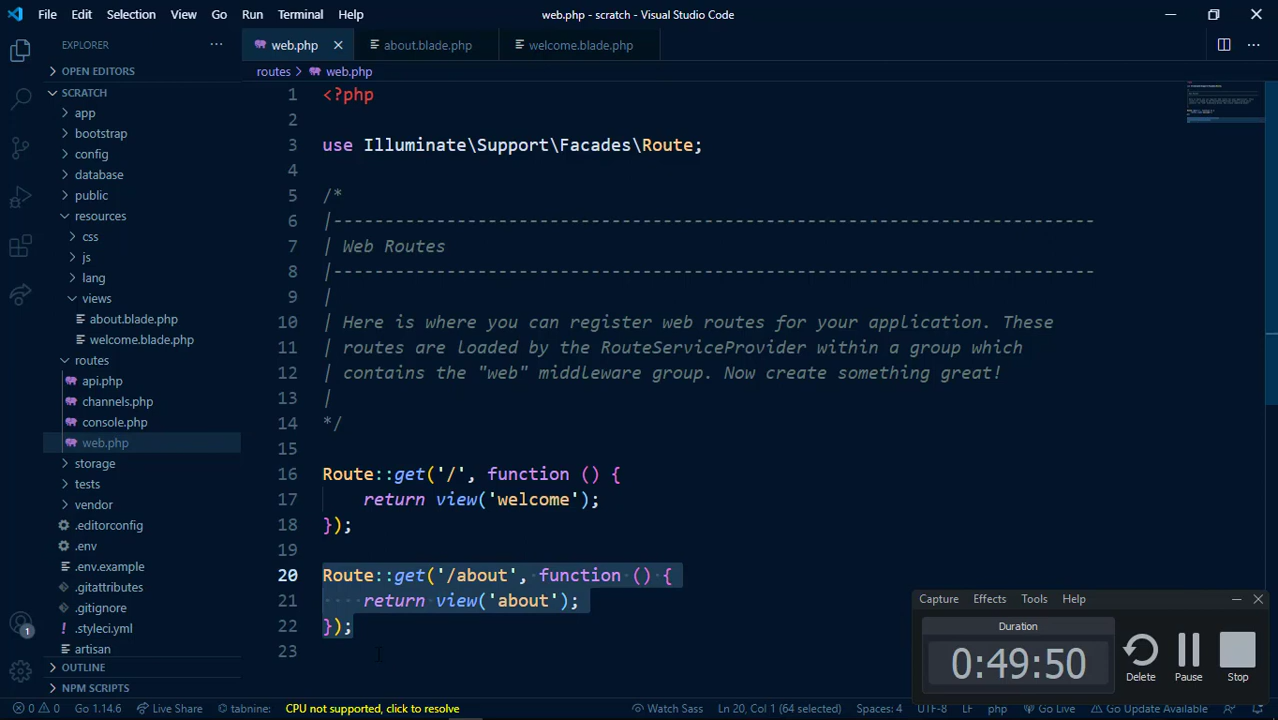 File Edit Selection View Go Run Terminal Help
web.php - scratch - Visual Studio Code
EXPLORER
web.php
about.blade.php
welcome.blade.php
OPEN EDITORS
routes > web.php
SCRATCH
app
bootstrap
config
database
public
resources
css
js
lang
views
about.blade.php
welcome.blade.php
routes
api.php
channels.php
console.php
web.php
storage
tests
vendor
.editorconfig
.env
.env.example
.gitattributes
.gitignore
.styleci.yml
artisan
OUTLINE
NPM SCRIPTS
1 <?php
2
3 use Illuminate\Support\Facades\Route;
4
5 /*
6 |--------------------------------------------------------------------------
7 | Web Routes
8 |--------------------------------------------------------------------------
9 |
10 | Here is where you can register web routes for your application. These
11 | routes are loaded by the RouteServiceProvider within a group which
12 | contains the "web" middleware group. Now create something great!
13 |
14 */
15
16 Route::get('/', function () {
17 return view('welcome');
18 });
19
20 Route::get('/about', function () {
21 return view('about');
22 });
23
Capture Effects Tools Help
Duration
0:49:50
Delete Pause Stop
1
0 0 Go 1.14.6 Live Share tabnine: CPU not supported, click to resolve Watch Sass Ln 20, Col 1 (64 selected) Spaces: 4 UTF-8 LF php Go Live Go Update Available